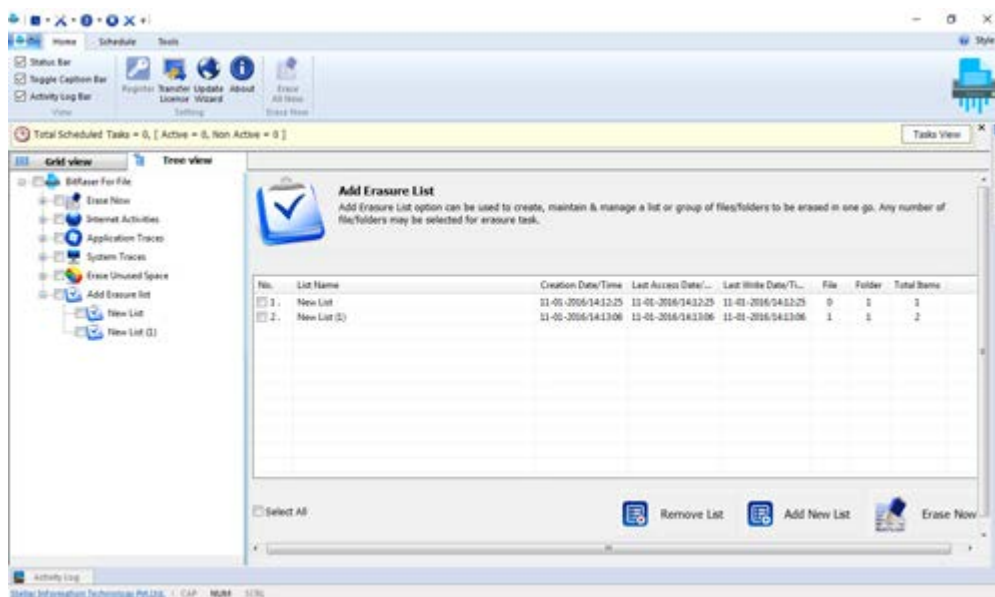 Home Schedule Tools
Style
Status Bar
Toggle Caption Bar
Activity Log Bar
View
Register
Transfer License
Update Wizard
About
Setting
Erase All Now
Erase Now
Total Scheduled Tasks = 0, [ Active = 0, Non Active = 0 ]
Tasks View
Grid view Tree view
BitRaser For File
Erase Now
Internet Activities
Application Traces
System Traces
Erase Unused Space
Add Erasure list
New List
New List (1)
Add Erasure List
Add Erasure List option can be used to create, maintain & manage a list or group of files/folders to be erased in one go. Any number of
file/folders may be selected for erasure task.
No. List Name Creation Date/Time Last Access Date/... Last Write Date/Ti... File Folder Total Items
1 . New List 11-01-2016/14:12:25 11-01-2016/14:12:25 11-01-2016/14:12:25 0 1 1
2 . New List (1) 11-01-2016/14:13:06 11-01-2016/14:13:06 11-01-2016/14:13:06 1 1 2
Select All
Remove List
Add New List
Erase Now
Activity Log
Stellar Information Technology Pvt Ltd. CAP NUM SCRL